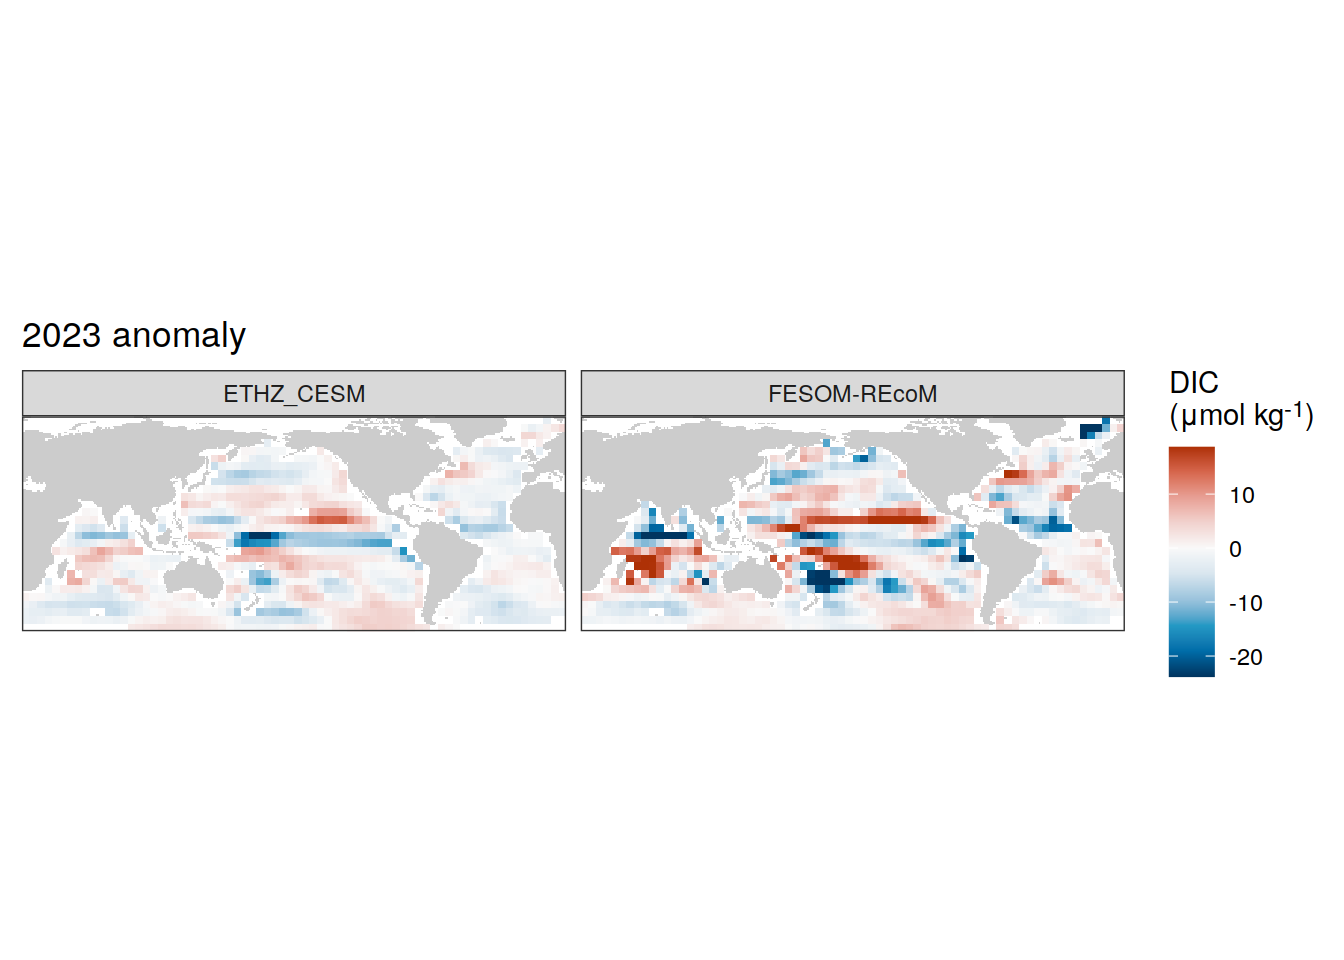 2023 anomaly
ETHZ_CESM
FESOM-REcoM
DIC
(μmol kg⁻¹)
10
0
-10
-20